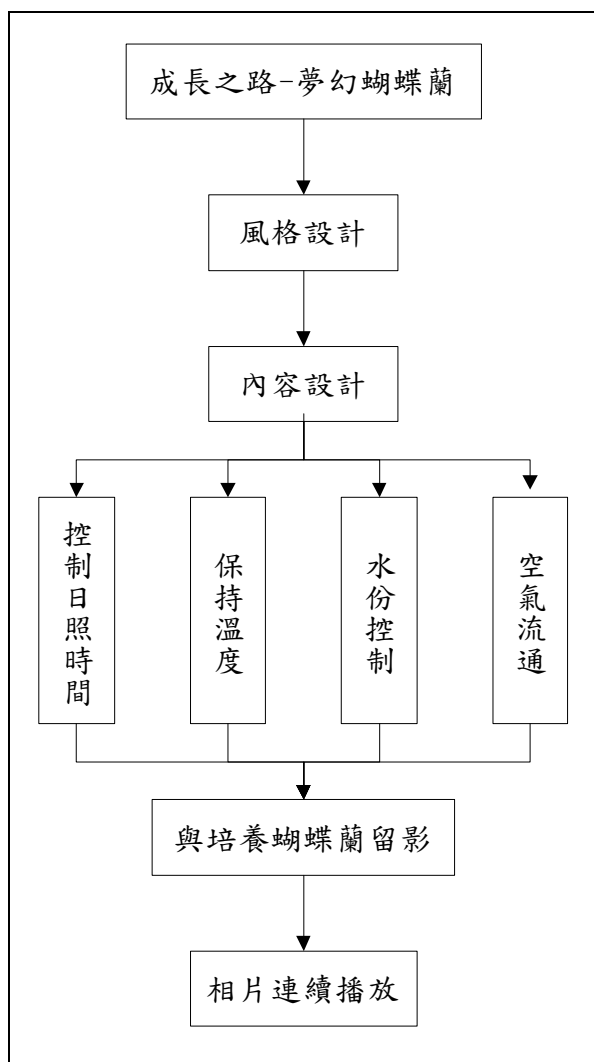 成長之路-夢幻蝴蝶蘭
風格設計
內容設計
控制日照時間
保持溫度
水份控制
空氣流通
與培養蝴蝶蘭留影
相片連續播放